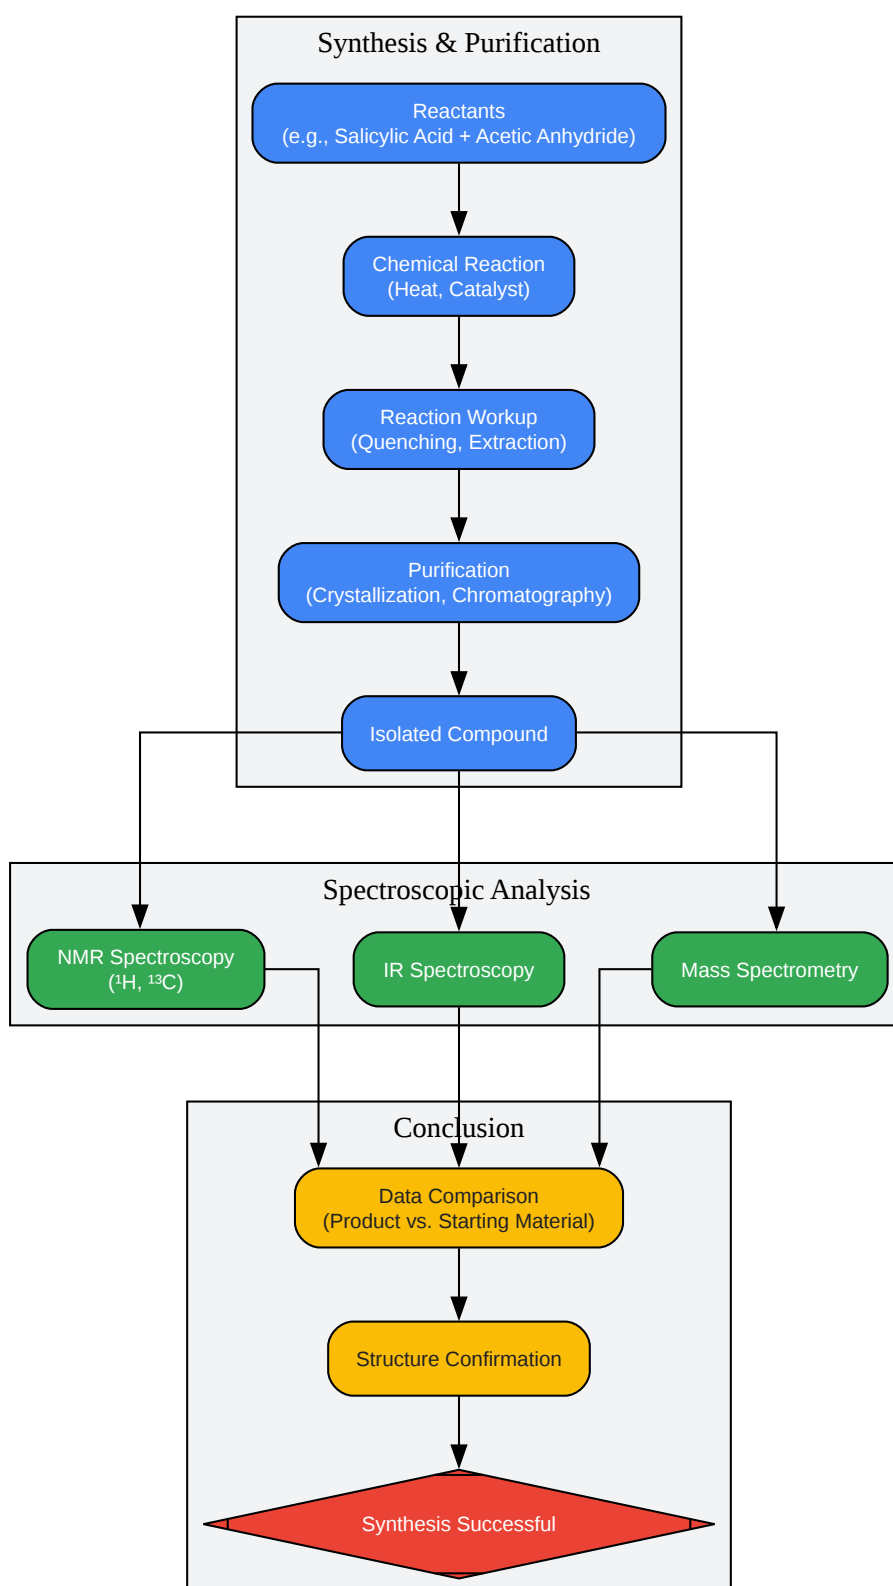 Synthesis & Purification
Reactants
(e.g., Salicylic Acid + Acetic Anhydride)
Chemical Reaction
(Heat, Catalyst)
Reaction Workup
(Quenching, Extraction)
Purification
(Crystallization, Chromatography)
Isolated Compound
Spectroscopic Analysis
NMR Spectroscopy
(¹H, ¹³C)
IR Spectroscopy
Mass Spectrometry
Conclusion
Data Comparison
(Product vs. Starting Material)
Structure Confirmation
Synthesis Successful